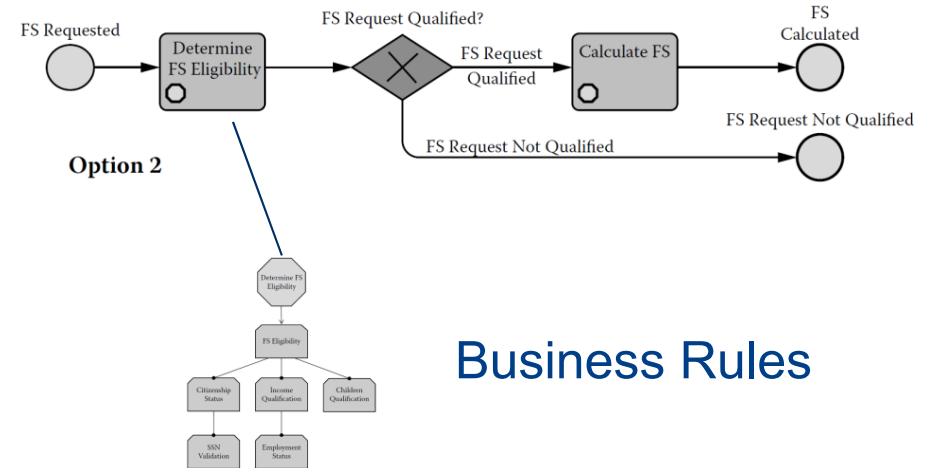 FS Requested
Determine
FS Eligibility
FS Request Qualified?
FS Request
Qualified
Calculate FS
FS
Calculated
FS Request Not Qualified
FS Request Not Qualified
Option 2
Determine FS
Eligibility
FS Eligibility
Citizenship
Status
Income
Qualification
Children
Qualification
SSN
Validation
Employment
Status
Business Rules